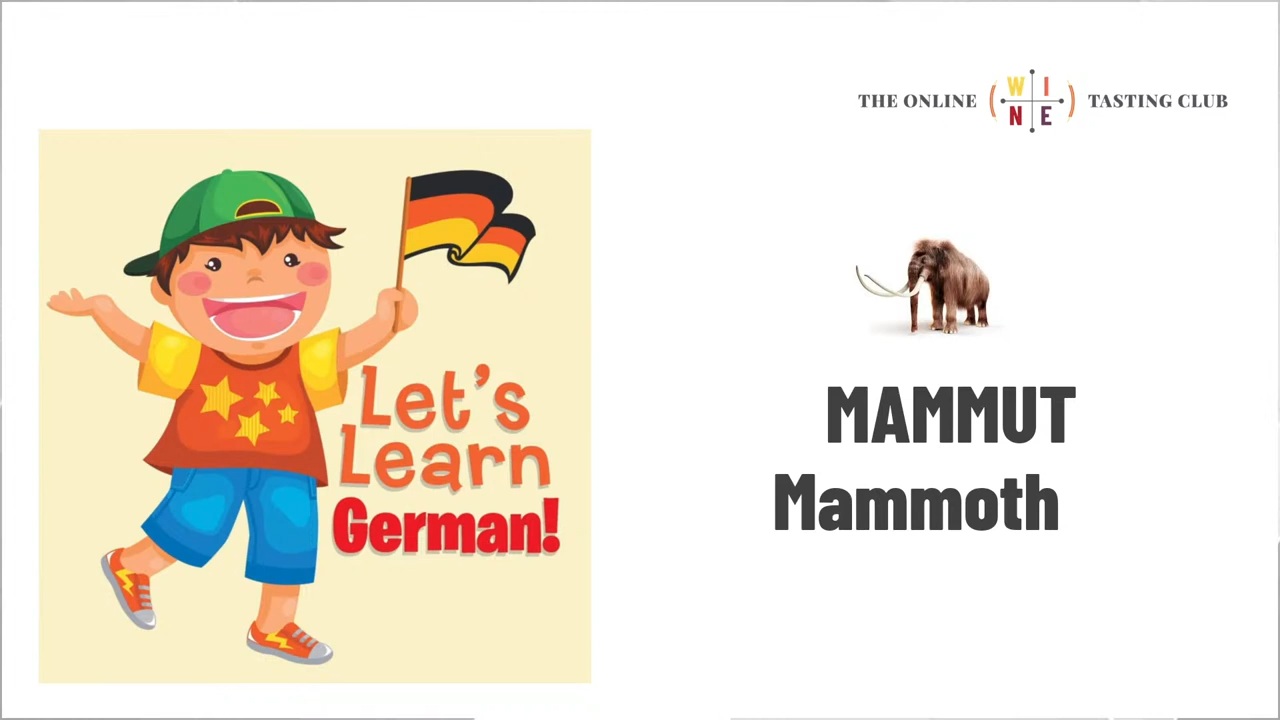 THE ONLINE WINE TASTING CLUB
Let's
Learn
German!
MAMMUT
Mammoth